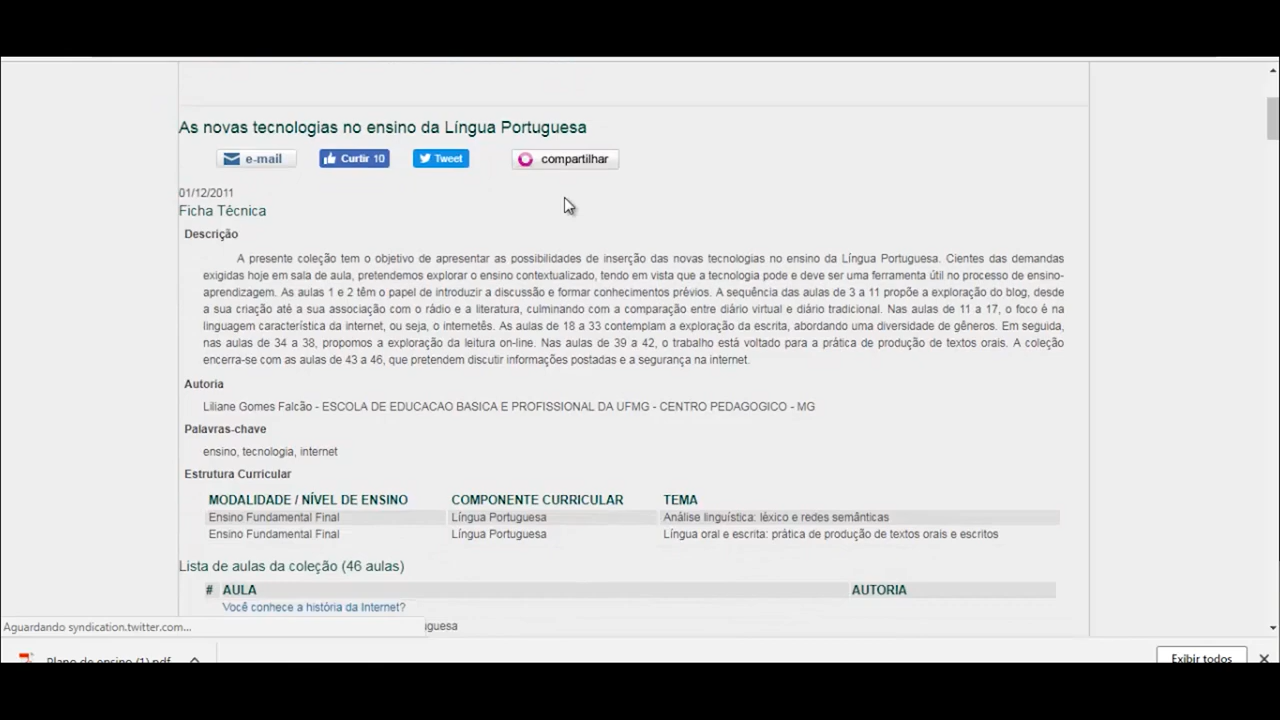 As novas tecnologias no ensino da Língua Portuguesa
e-mail Curtir 10 Tweet compartilhar
01/12/2011
Ficha Técnica
Descrição
A presente coleção tem o objetivo de apresentar as possibilidades de inserção das novas tecnologias no ensino da Língua Portuguesa. Cientes das demandas
exigidas hoje em sala de aula, pretendemos explorar o ensino contextualizado, tendo em vista que a tecnologia pode e deve ser uma ferramenta útil no processo de ensino-
aprendizagem. As aulas 1 e 2 têm o papel de introduzir a discussão e formar conhecimentos prévios. A sequência das aulas de 3 a 11 propõe a exploração do blog, desde
a sua criação até a sua associação com o rádio e a literatura, culminando com a comparação entre diário virtual e diário tradicional. Nas aulas de 11 a 17, o foco é na
linguagem característica da internet, ou seja, o internetês. As aulas de 18 a 33 contemplam a exploração da escrita, abordando uma diversidade de gêneros. Em seguida,
nas aulas de 34 a 38, propomos a exploração da leitura on-line. Nas aulas de 39 a 42, o trabalho está voltado para a prática de produção de textos orais. A coleção
encerra-se com as aulas de 43 a 46, que pretendem discutir informações postadas e a segurança na internet.
Autoria
Liliane Gomes Falcão - ESCOLA DE EDUCACAO BASICA E PROFISSIONAL DA UFMG - CENTRO PEDAGOGICO - MG
Palavras-chave
ensino, tecnologia, internet
Estrutura Curricular
MODALIDADE / NÍVEL DE ENSINO COMPONENTE CURRICULAR TEMA
Ensino Fundamental Final Língua Portuguesa Análise linguística: léxico e redes semânticas
Ensino Fundamental Final Língua Portuguesa Língua oral e escrita: prática de produção de textos orais e escritos
Lista de aulas da coleção (46 aulas)
# AULA AUTORIA
Você conhece a história da Internet?
Aguardando syndication.twitter.com... iguesa
Plano de ensino (1).pdf Exibir todos